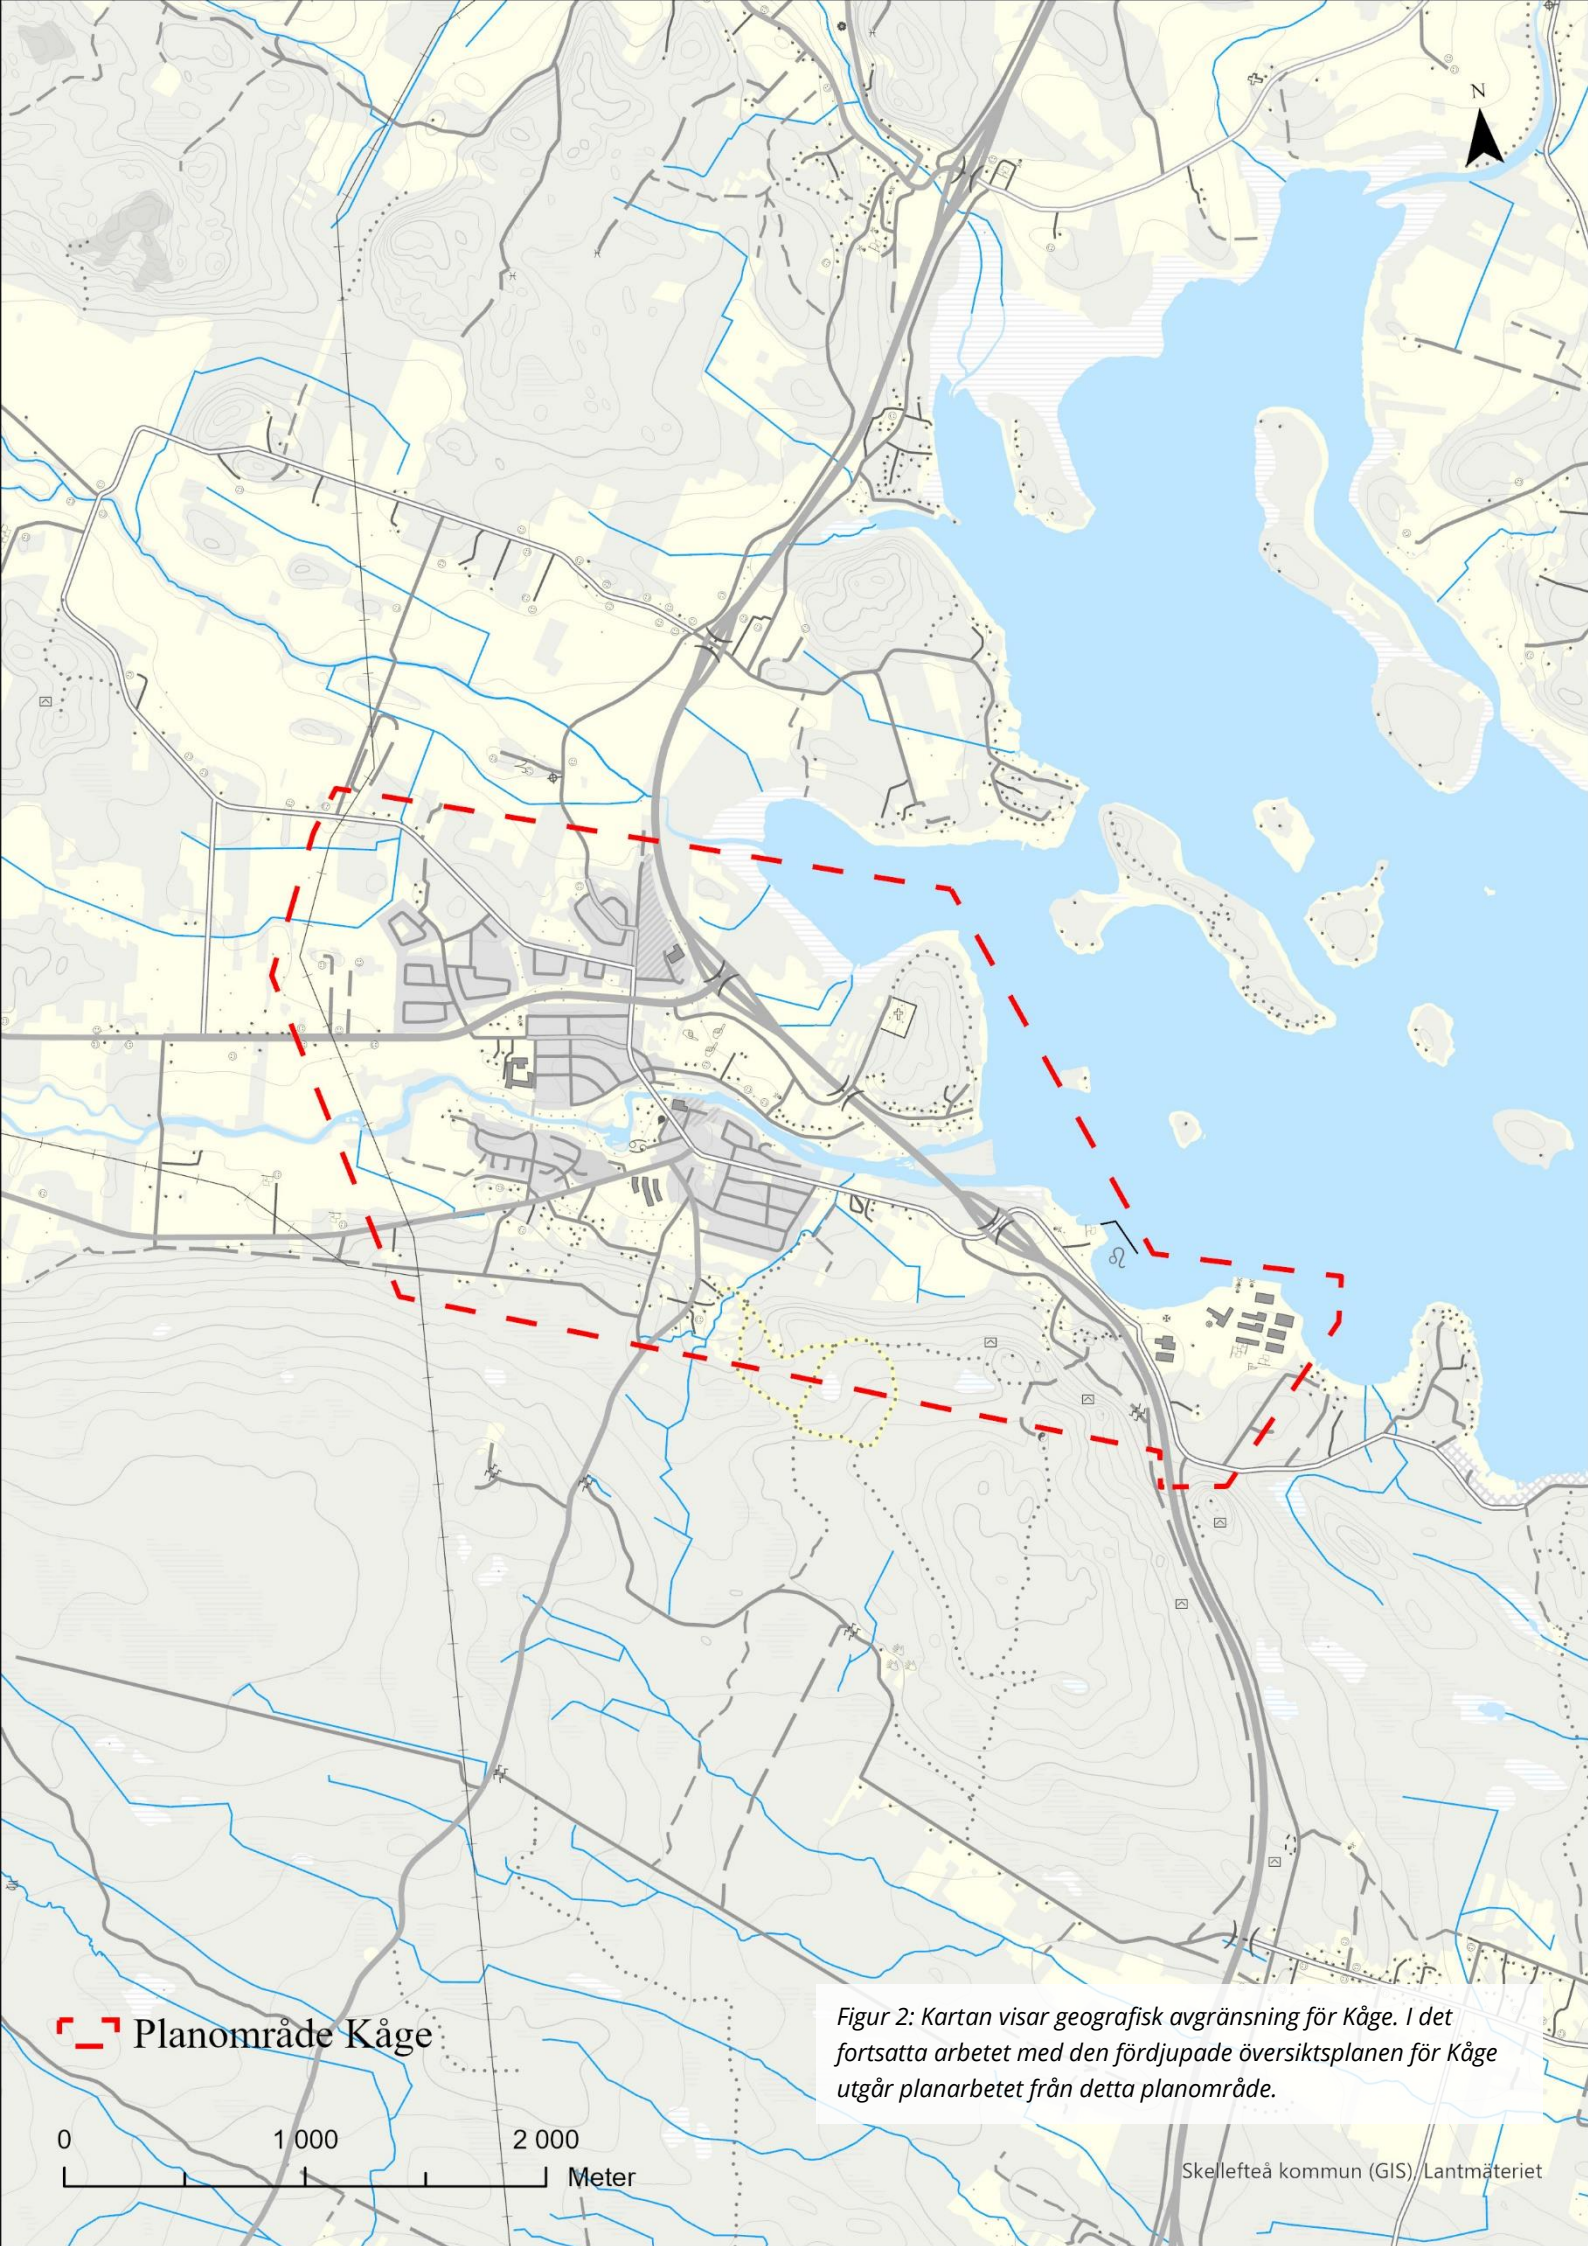 N
Planområde Kåge
Figur 2: Kartan visar geografisk avgränsning för Kåge. I det
fortsatta arbetet med den fördjupade översiktsplanen för Kåge
utgår planarbetet från detta planområde.
0 1 000 2 000
Meter
Skellefteå kommun (GIS), Lantmäteriet